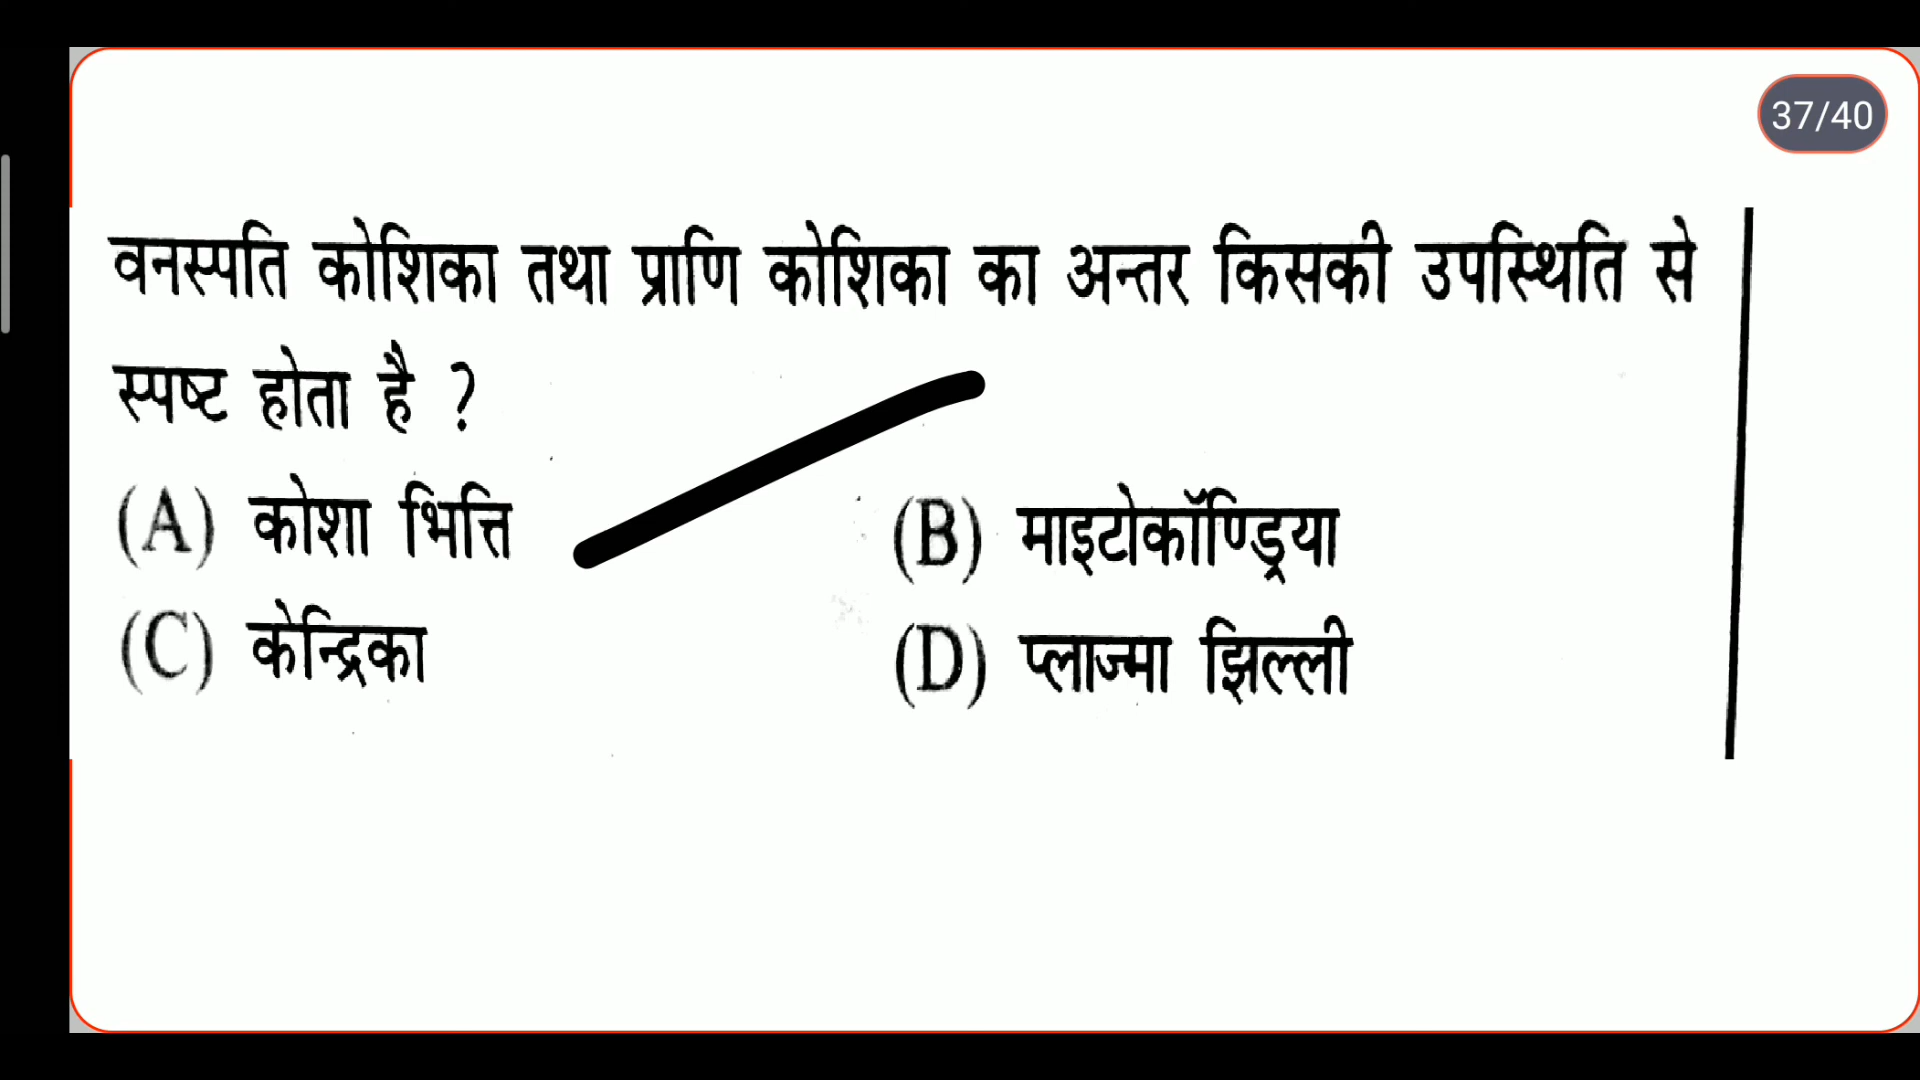 37/40
वनस्पति कोशिका तथा प्राणि कोशिका का अन्तर किसकी उपस्थिति से
स्पष्ट होता है ?
(A) कोशा भित्ति (B) माइटोकॉण्ड्रिया
(C) केन्द्रिका (D) प्लाज्मा झिल्ली